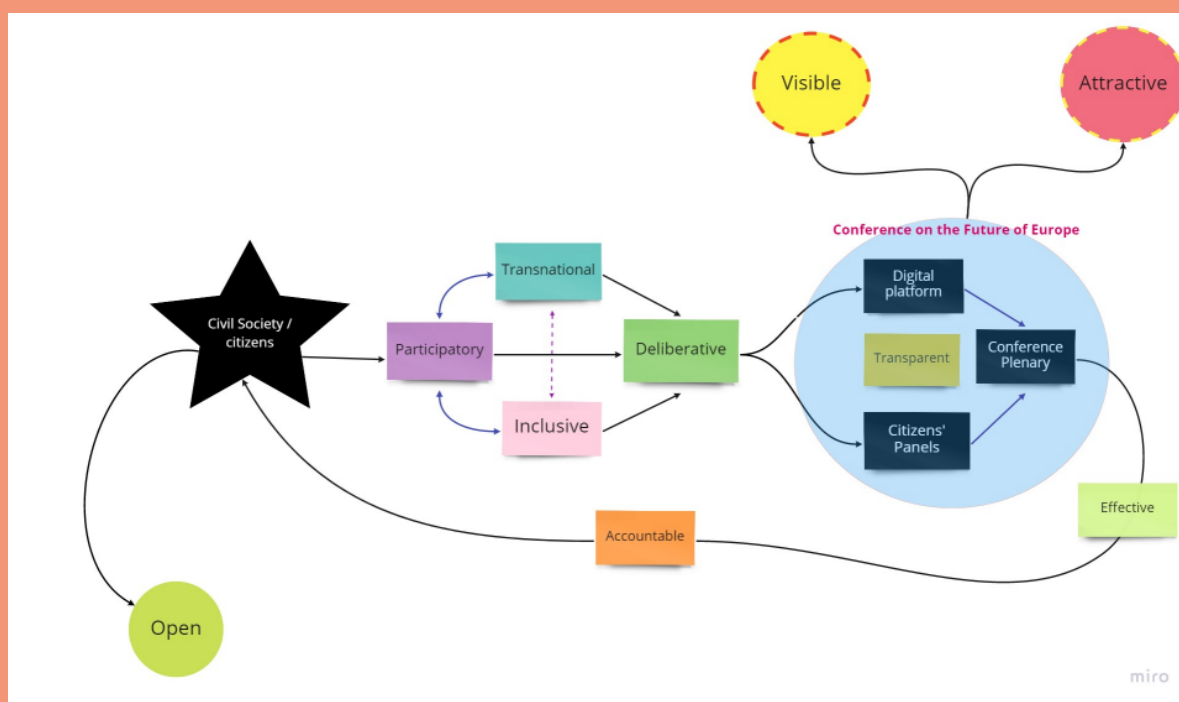 Visible
Attractive
Conference on the Future of Europe
Transnational
Digital
platform
Civil Society /
citizens
Participatory
Deliberative
Transparent
Conference
Plenary
Inclusive
Citizens'
Panels
Effective
Accountable
Open
miro